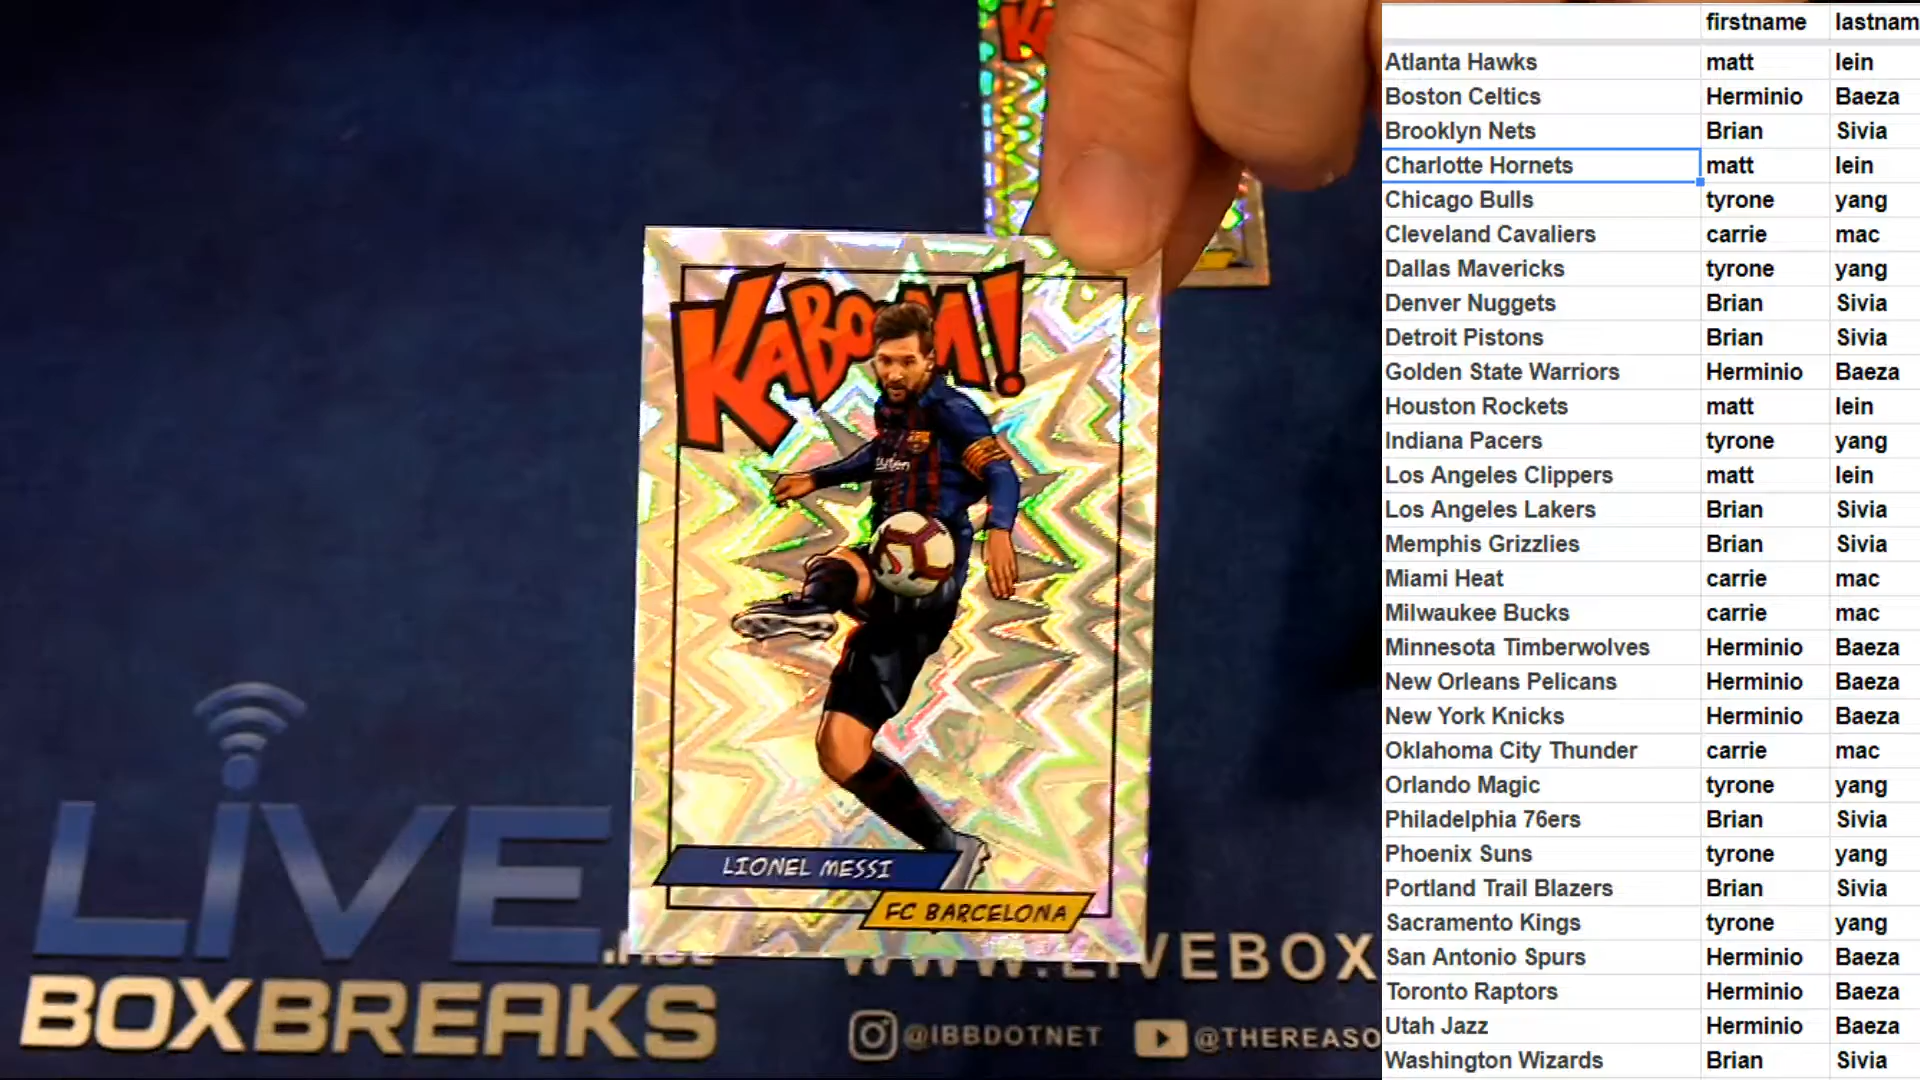 firstname lastnam
Atlanta Hawks matt lein
Boston Celtics Herminio Baeza
Brooklyn Nets Brian Sivia
Charlotte Hornets matt lein
Chicago Bulls tyrone yang
Cleveland Cavaliers carrie mac
Dallas Mavericks tyrone yang
Denver Nuggets Brian Sivia
Detroit Pistons Brian Sivia
Golden State Warriors Herminio Baeza
Houston Rockets matt lein
Indiana Pacers tyrone yang
Los Angeles Clippers matt lein
Los Angeles Lakers Brian Sivia
Memphis Grizzlies Brian Sivia
Miami Heat carrie mac
Milwaukee Bucks carrie mac
Minnesota Timberwolves Herminio Baeza
New Orleans Pelicans Herminio Baeza
New York Knicks Herminio Baeza
Oklahoma City Thunder carrie mac
Orlando Magic tyrone yang
Philadelphia 76ers Brian Sivia
Phoenix Suns tyrone yang
Portland Trail Blazers Brian Sivia
Sacramento Kings tyrone yang
San Antonio Spurs Herminio Baeza
Toronto Raptors Herminio Baeza
Utah Jazz Herminio Baeza
Washington Wizards Brian Sivia
KABOOM!
LIONEL MESSI
FC BARCELONA
LIVE
BOXBREAKS
WWW.LIVEBOX
@IBBDOTNET @THEREASO